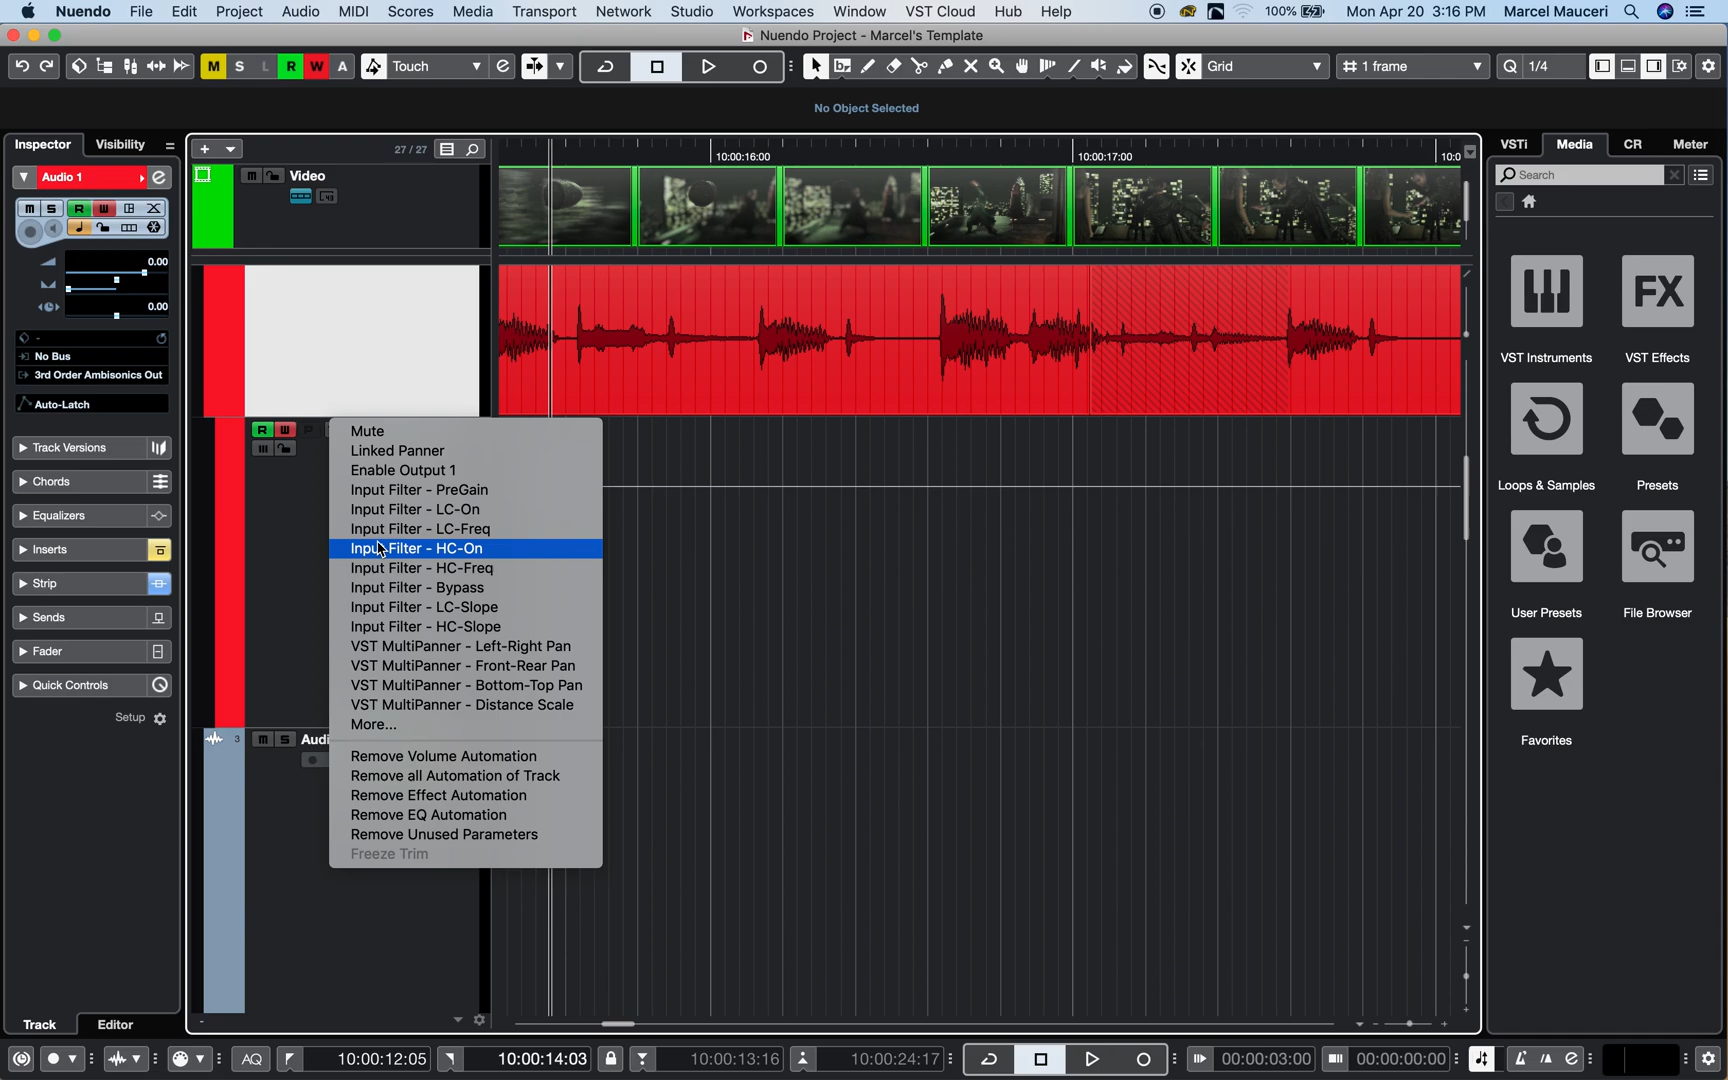 Nuendo File Edit Project Audio MIDI Scores Media Transport Network Studio Workspaces Window VST Cloud Hub Help 100% Mon Apr 20 3:16 PM Marcel Mauceri
Nuendo Project - Marcel's Template
M S L R W A Touch Grid 1 frame Q 1/4
No Object Selected
Inspector Visibility
27 / 27
VSTi Media CR Meter
10:00:16:00 10:00:17:00 10:0
Audio 1
Video
Search
0.00
0.00
No Bus
3rd Order Ambisonics Out
Auto-Latch
Track Versions
Chords
Equalizers
Inserts
Strip
Sends
Fader
Quick Controls
Setup
R W
Mute
Linked Panner
Enable Output 1
Input Filter - PreGain
Input Filter - LC-On
Input Filter - LC-Freq
Input Filter - HC-On
Input Filter - HC-Freq
Input Filter - Bypass
Input Filter - LC-Slope
Input Filter - HC-Slope
VST MultiPanner - Left-Right Pan
VST MultiPanner - Front-Rear Pan
VST MultiPanner - Bottom-Top Pan
VST MultiPanner - Distance Scale
More...
Remove Volume Automation
Remove all Automation of Track
Remove Effect Automation
Remove EQ Automation
Remove Unused Parameters
Freeze Trim
3 m S Audi
FX
VST Instruments VST Effects
Loops & Samples Presets
User Presets File Browser
Favorites
Track Editor
AQ 10:00:12:05 10:00:14:03 10:00:13:16 10:00:24:17 00:00:03:00 00:00:00:00